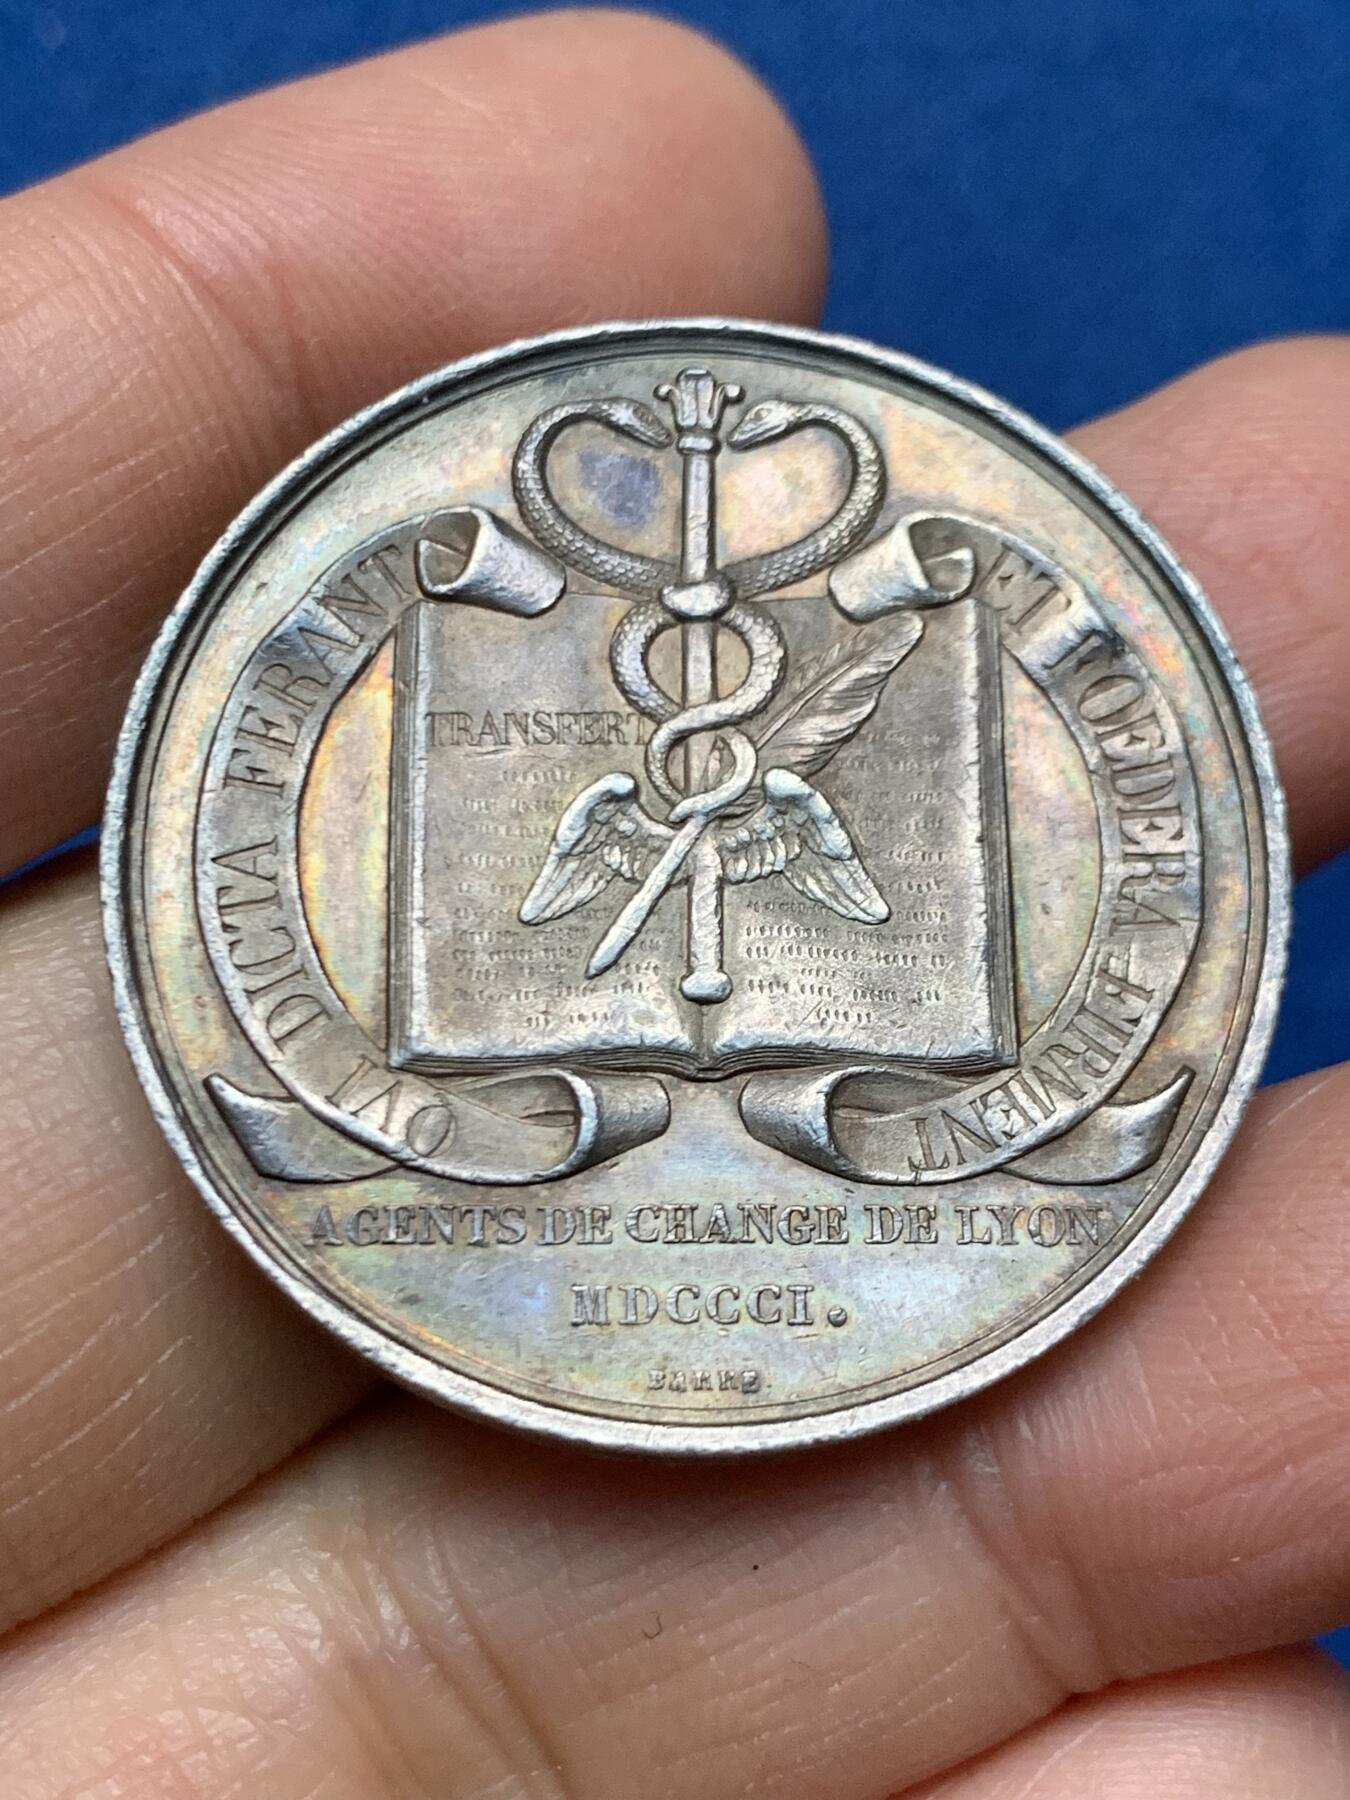 QVI DICTA FERANT
ET FOEDERA FIRMENT
TRANSFERT
AGENTS DE CHANGE DE LYON
MDCCCI.
BARRE